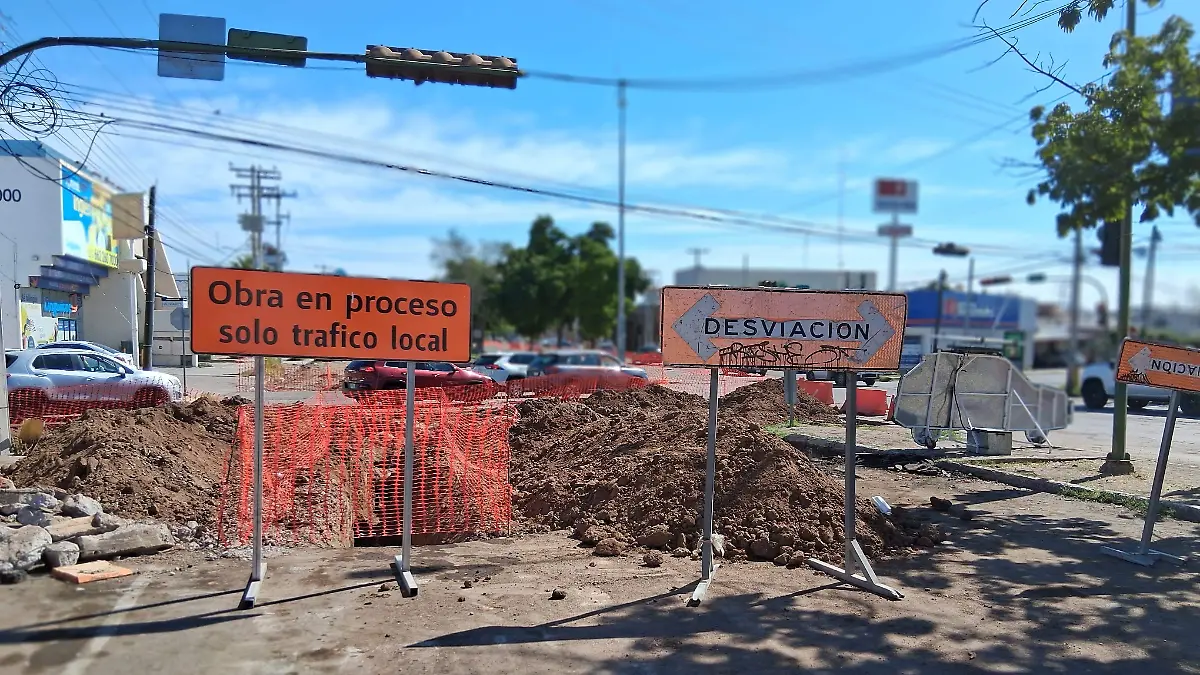 000
Obra en proceso
solo trafico local
DESVIACION